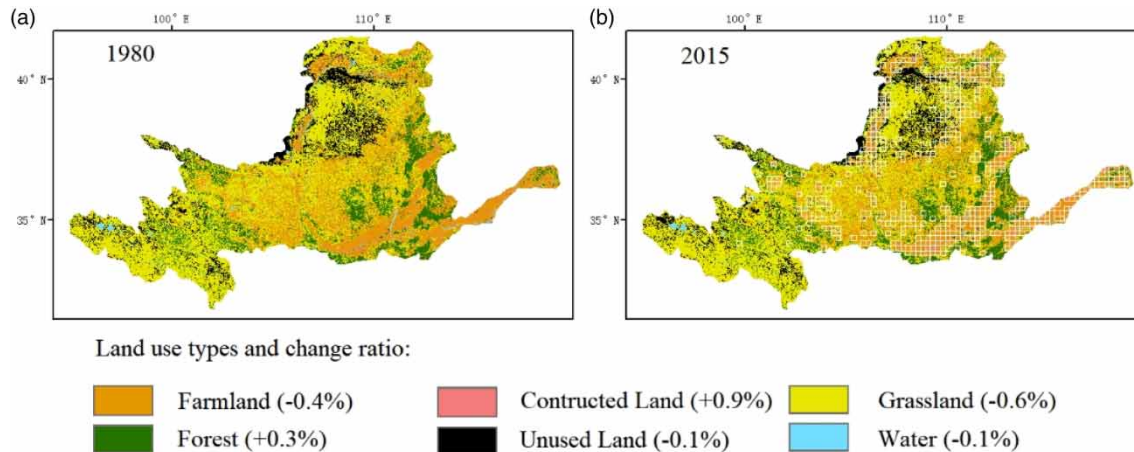 (a)
100° E
110° E
1980
40° N
35° N
(b)
100° E
110° E
2015
40° N
35° N
Land use types and change ratio:
Farmland (-0.4%)
Contructed Land (+0.9%)
Grassland (-0.6%)
Forest (+0.3%)
Unused Land (-0.1%)
Water (-0.1%)